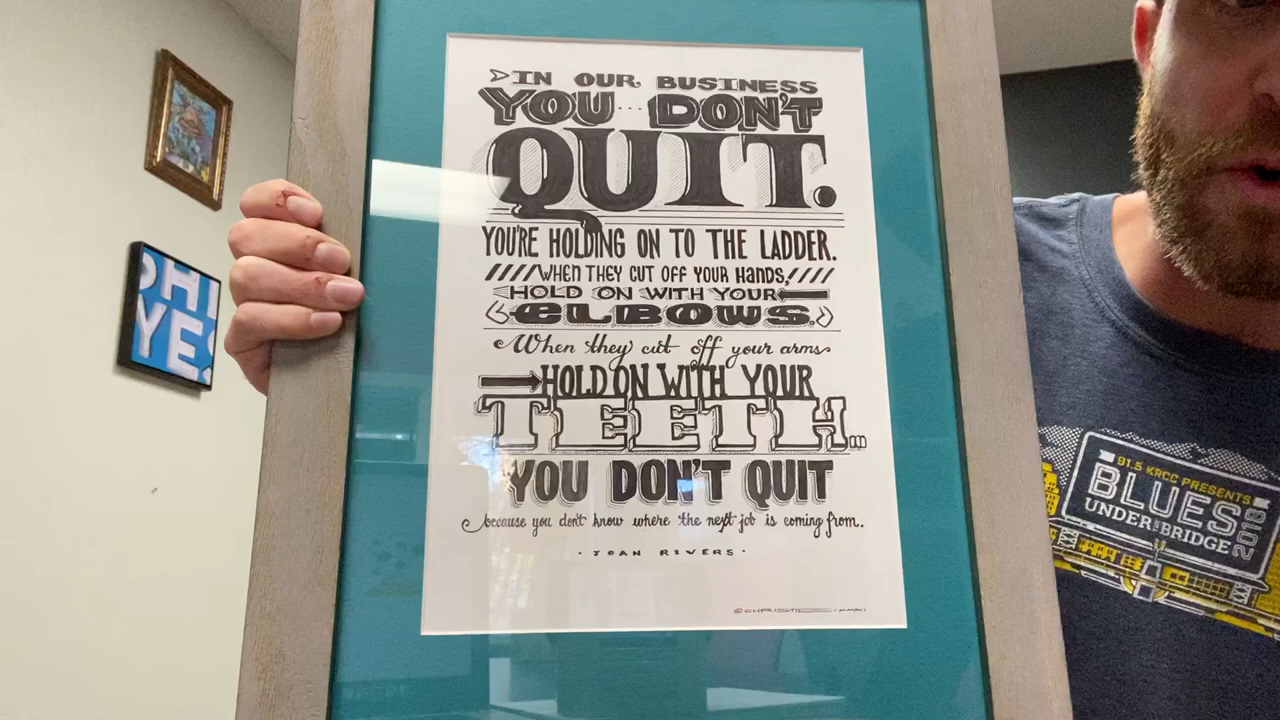 IN OUR BUSINESS
YOU... DON'T
QUIT.
YOU'RE HOLDING ON TO THE LADDER.
WHEN THEY CUT OFF YOUR HANDS,
HOLD ON WITH YOUR
ELBOWS.
When they cut off your arms
HOLD ON WITH YOUR
TEETH...
YOU DON'T QUIT
because you don't know where the next job is coming from.
· JOAN RIVERS ·
©CHRISTIE
YES
91.5 KRCC PRESENTS
BLUES
UNDER THE BRIDGE
2018